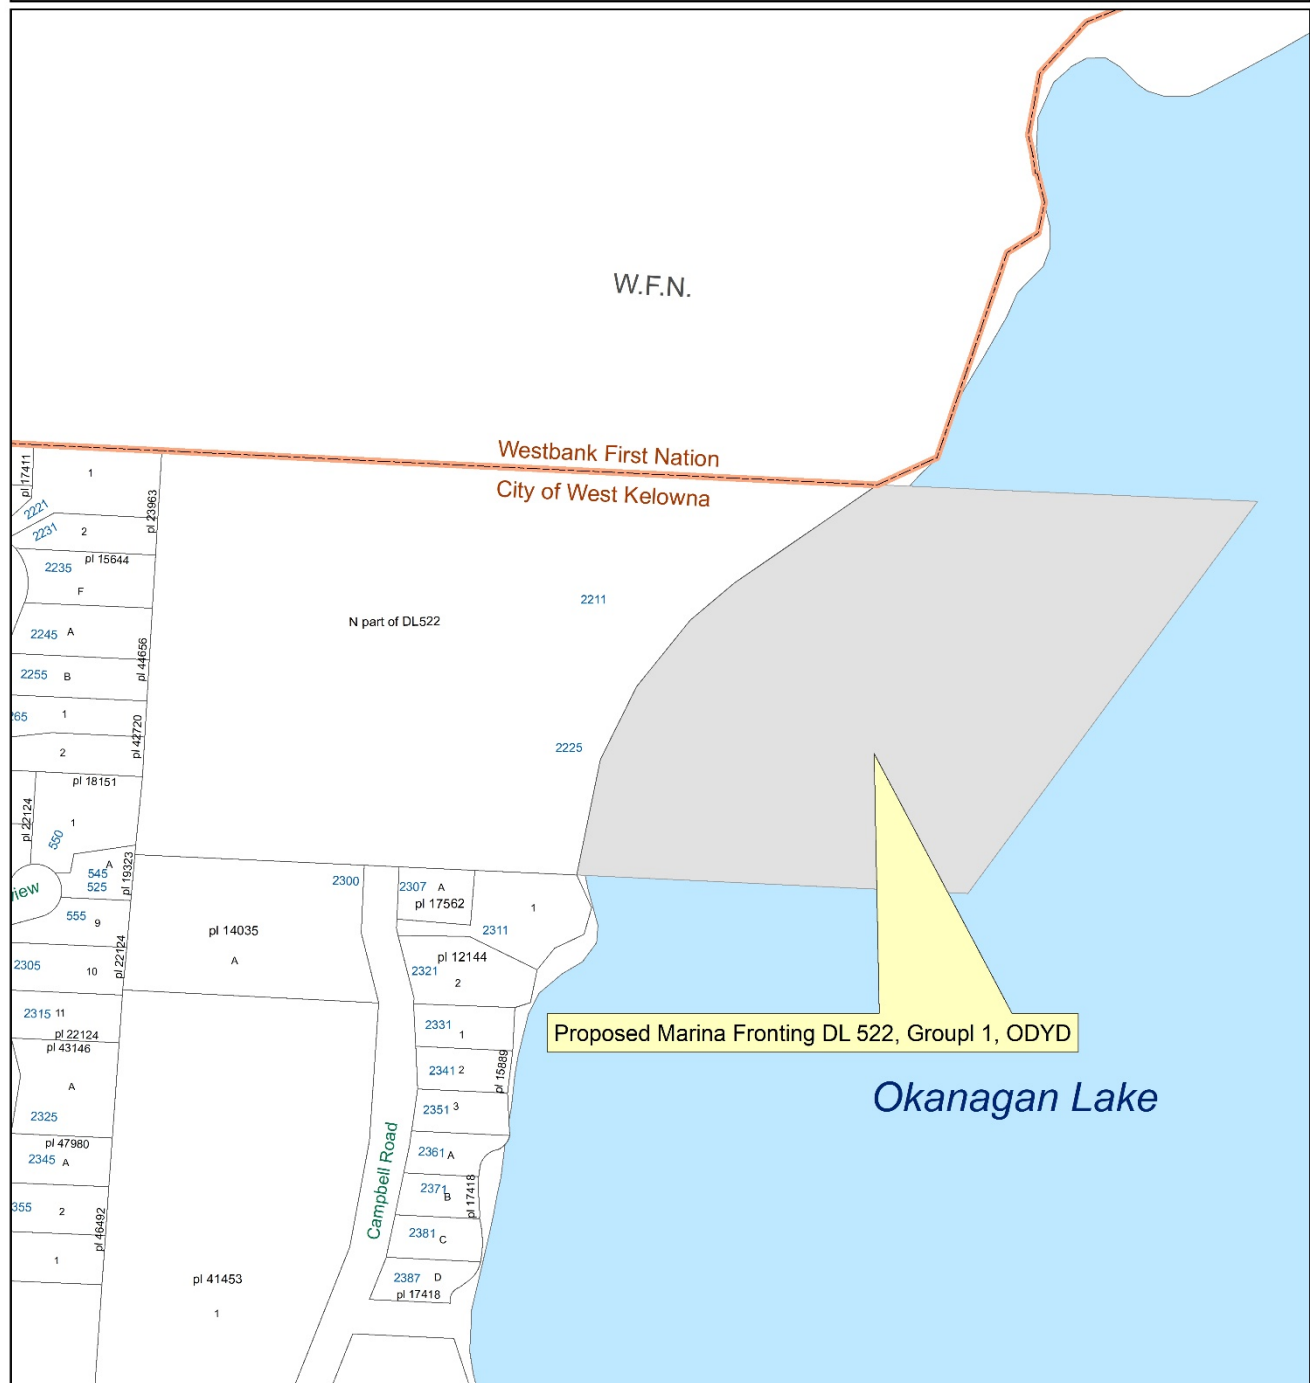 W.F.N.
Westbank First Nation
City of West Kelowna
pl 17411
1
2221
2231
2
pl 23963
pl 15644
2235
F
2211
N part of DL522
2245 A
pl 44656
2255 B
265
1
pl 42720
2
2225
pl 18151
pl 22124
1
550
A
545
525
pl 19323
view
555 9
2300
2307 A
pl 17562
1
2311
pl 14035
A
pl 22124
2305
10
pl 12144
2321
2
2315 11
pl 22124
pl 43146
A
2325
2331
1
Proposed Marina Fronting DL 522, Groupl 1, ODYD
2341 2
pl 15889
2351 3
Okanagan Lake
Campbell Road
pl 47980
2345 A
2361 A
2371
B
pl 17418
355
2
pl 46492
2381 C
1
pl 41453
1
2387 D
pl 17418